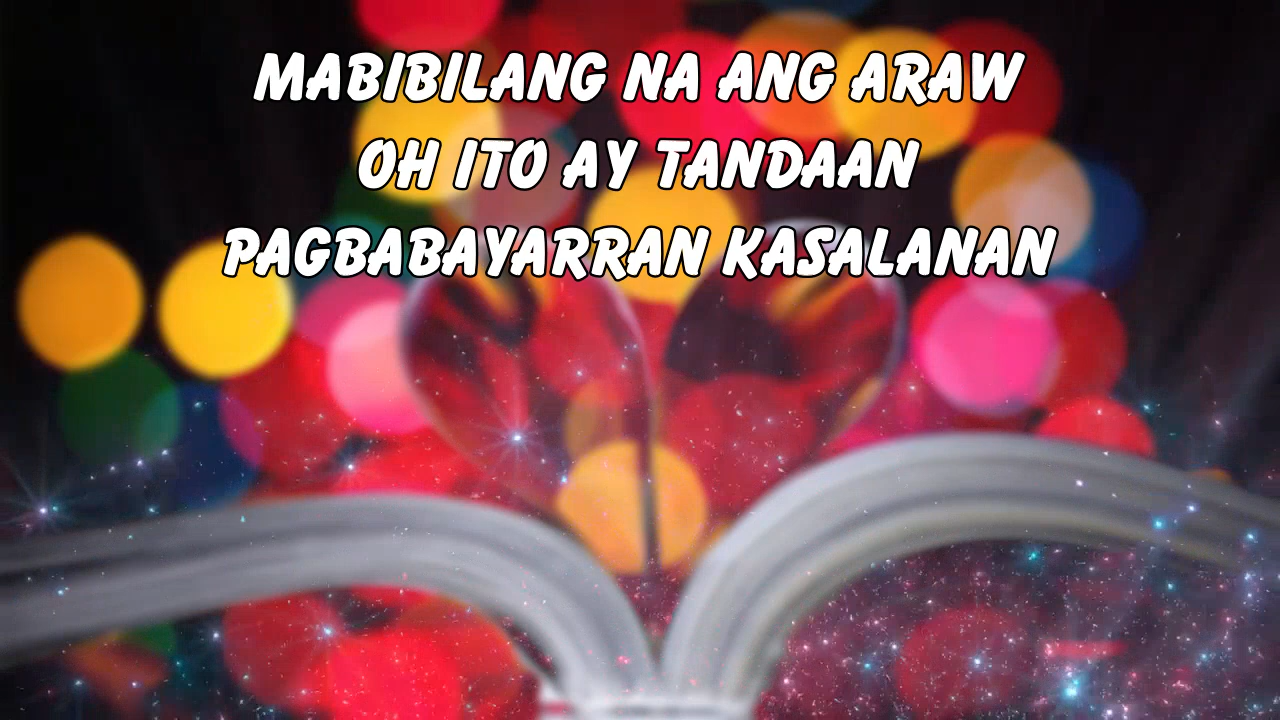 MABIBILANG NA ANG ARAW
OH ITO AY TANDAAN
PAGBABAYARRAN KASALANAN